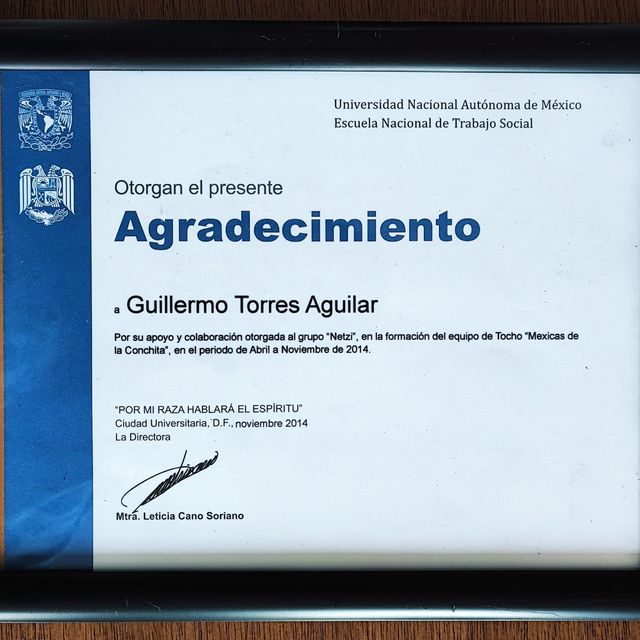 Universidad Nacional Autónoma de México
Escuela Nacional de Trabajo Social
Otorgan el presente
Agradecimiento
a Guillermo Torres Aguilar
Por su apoyo y colaboración otorgada al grupo "Netzi", en la formación del equipo de Tocho "Mexicas de
la Conchita", en el periodo de Abril a Noviembre de 2014.
"POR MI RAZA HABLARÁ EL ESPÍRITU"
Ciudad Universitaria, D.F., noviembre 2014
La Directora
Mtra. Leticia Cano Soriano